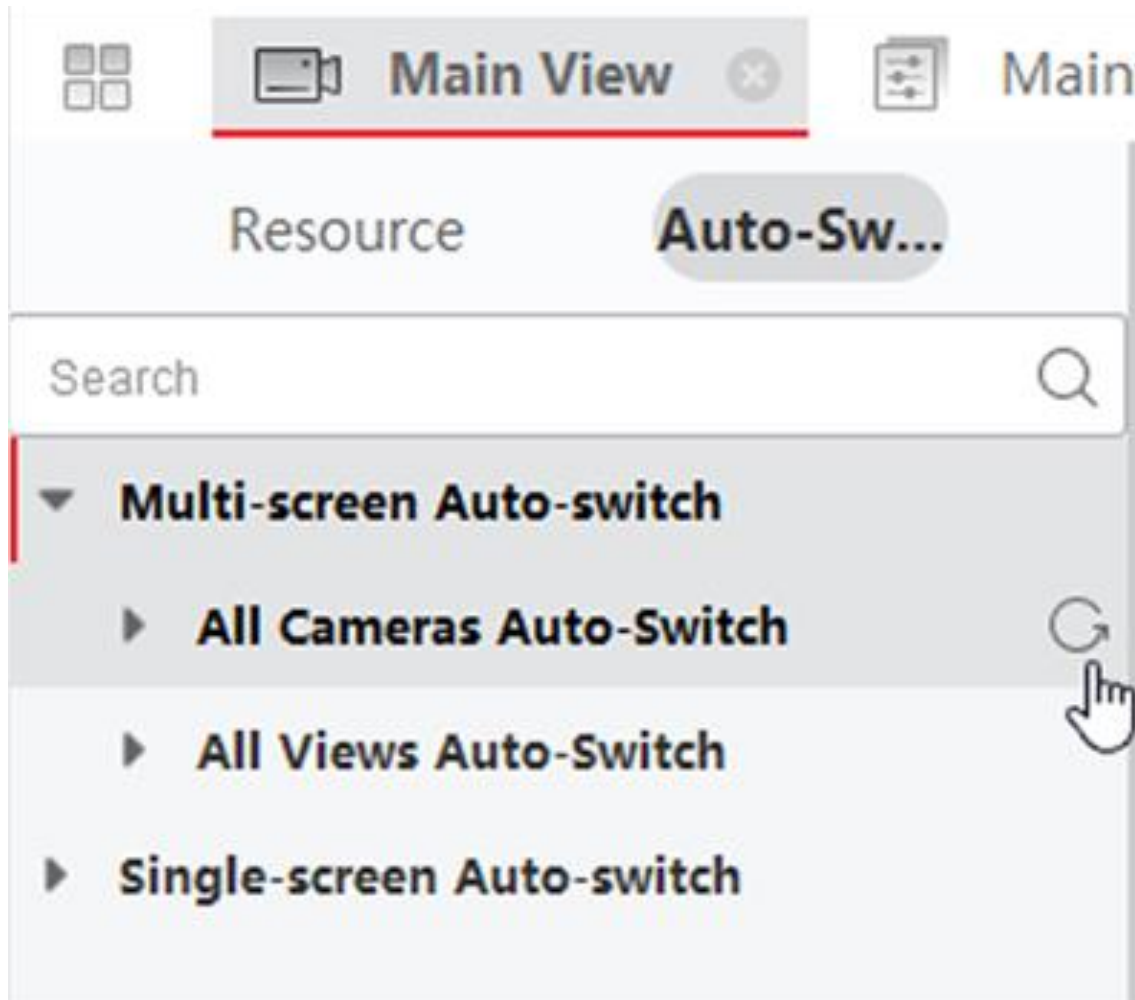 Main View Main
Resource Auto-Sw...
Search
Multi-screen Auto-switch
All Cameras Auto-Switch
All Views Auto-Switch
Single-screen Auto-switch